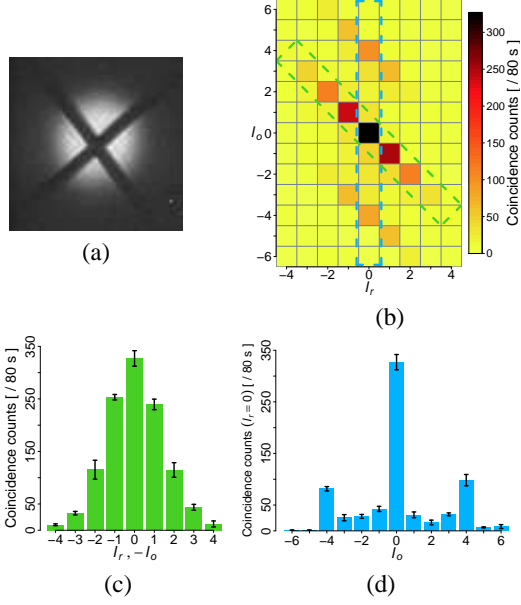 (a)
6
4
2
0
−2
−4
6
l_o
−4
−2
0
2
4
l_r
300
250
200
150
100
50
0
Coincidence counts [ / 80 s ]
(b)
350
250
150
50
0
Coincidence counts [ / 80 s ]
−4 −3 −2 −1 0 1 2 3 4
l_r , −l_o
(c)
350
250
150
50
0
Coincidence counts (l_r = 0) [ / 80 s ]
−6 −4 −2 0 2 4 6
l_o
(d)